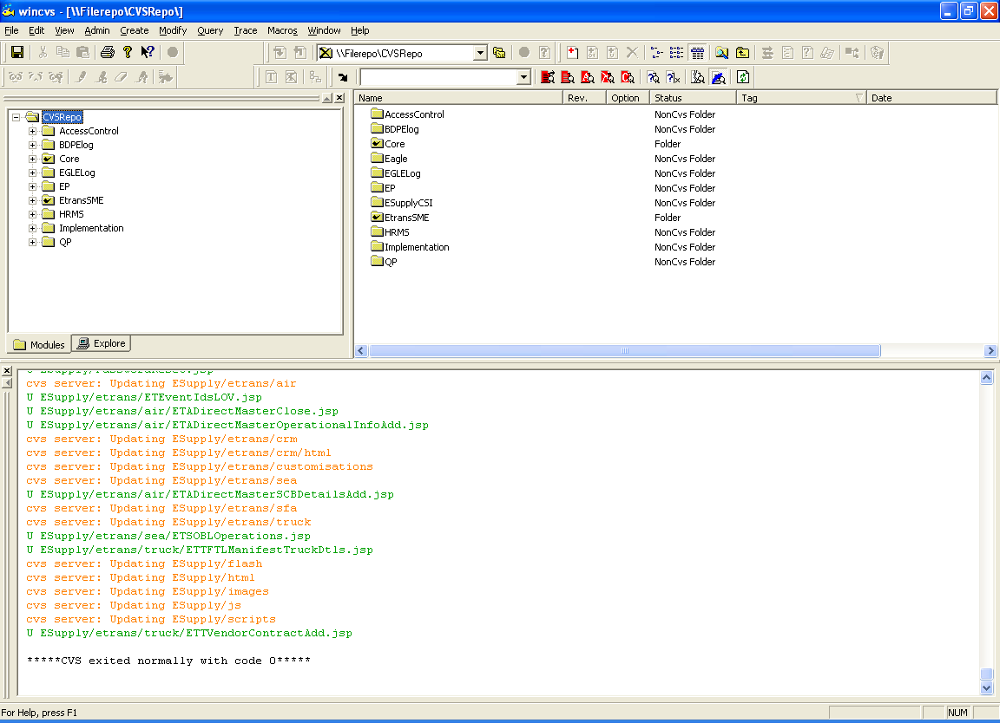 wincvs - [\\Filerepo\CVSRepo\]
File Edit View Admin Create Modify Query Trace Macros Window Help
\\Filerepo\CVSRepo
CVSRepo
AccessControl
BDPElog
Core
EGLELog
EP
EtransSME
HRMS
Implementation
QP
Modules Explore
Name Rev. Option Status Tag Date
AccessControl NonCvs Folder
BDPElog NonCvs Folder
Core Folder
Eagle NonCvs Folder
EGLELog NonCvs Folder
EP NonCvs Folder
ESupplyCSI NonCvs Folder
EtransSME Folder
HRMS NonCvs Folder
Implementation NonCvs Folder
QP NonCvs Folder
U ESupply/PasswordReset.jsp
cvs server: Updating ESupply/etrans/air
U ESupply/etrans/ETEventIdsLOV.jsp
U ESupply/etrans/air/ETADirectMasterClose.jsp
U ESupply/etrans/air/ETADirectMasterOperationalInfoAdd.jsp
cvs server: Updating ESupply/etrans/crm
cvs server: Updating ESupply/etrans/crm/html
cvs server: Updating ESupply/etrans/customisations
cvs server: Updating ESupply/etrans/sea
U ESupply/etrans/air/ETADirectMasterSCBDetailsAdd.jsp
cvs server: Updating ESupply/etrans/sfa
cvs server: Updating ESupply/etrans/truck
U ESupply/etrans/sea/ETSOBLOperations.jsp
U ESupply/etrans/truck/ETTFTLManifestTruckDtls.jsp
cvs server: Updating ESupply/flash
cvs server: Updating ESupply/html
cvs server: Updating ESupply/images
cvs server: Updating ESupply/js
cvs server: Updating ESupply/scripts
U ESupply/etrans/truck/ETTVendorContractAdd.jsp
*****CVS exited normally with code 0*****
For Help, press F1
NUM